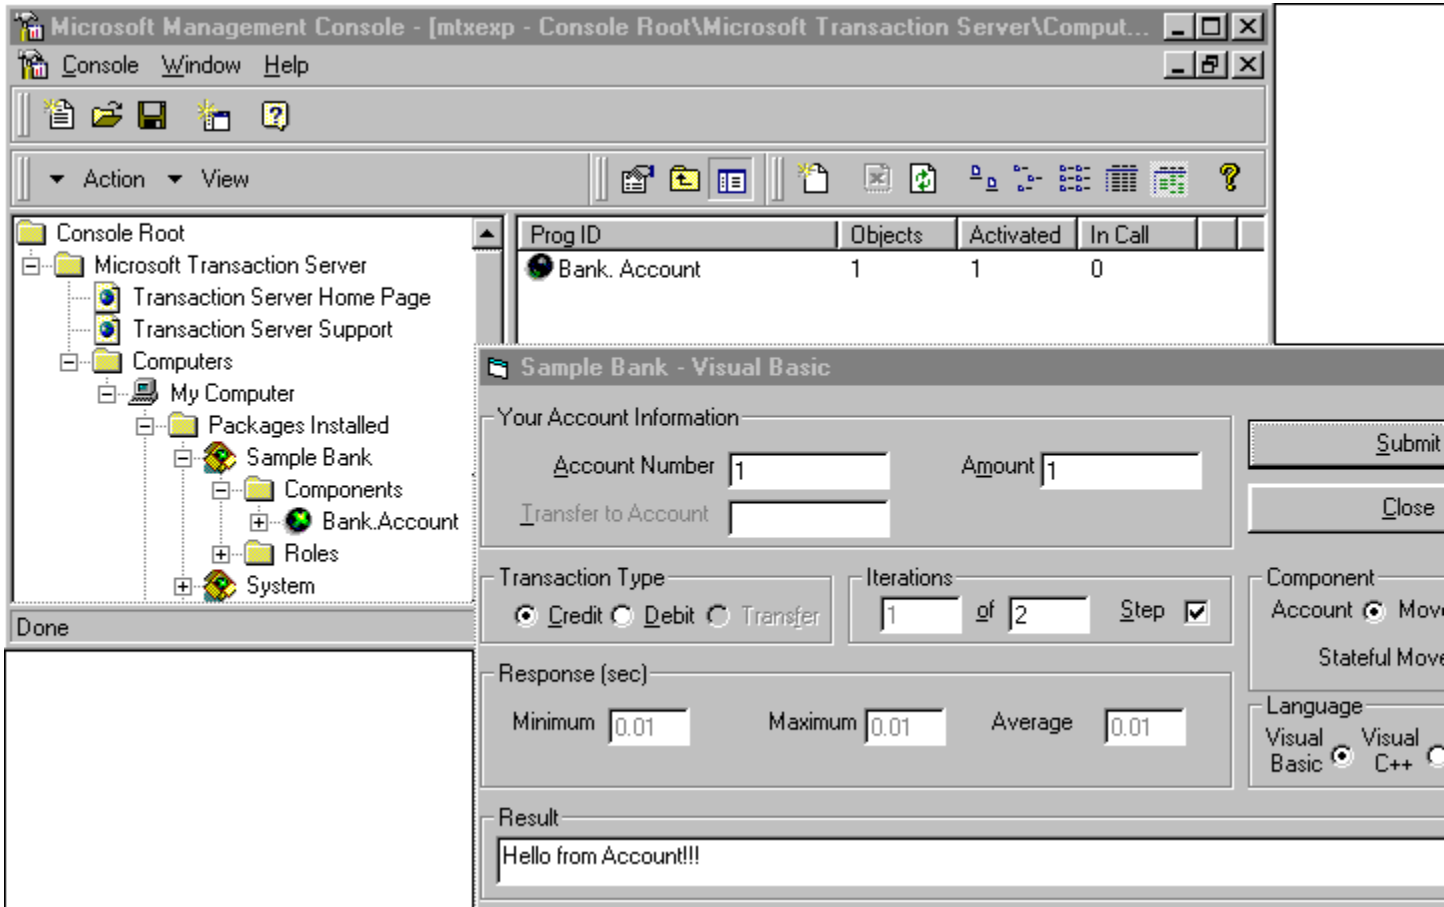 Microsoft Management Console - [mtxexp - Console Root\Microsoft Transaction Server\Comput...
Console Window Help
Action View
Console Root
Microsoft Transaction Server
Transaction Server Home Page
Transaction Server Support
Computers
My Computer
Packages Installed
Sample Bank
Components
Bank.Account
Roles
System
Done
Prog ID Objects Activated In Call
Bank. Account 1 1 0
Sample Bank - Visual Basic
Your Account Information
Account Number 1 Amount 1
Transfer to Account
Submit
Close
Transaction Type
Credit Debit Transfer
Iterations
1 of 2 Step
Component
Account Move
Stateful Move
Response (sec)
Minimum 0.01 Maximum 0.01 Average 0.01
Language
Visual Basic Visual C++
Result
Hello from Account!!!